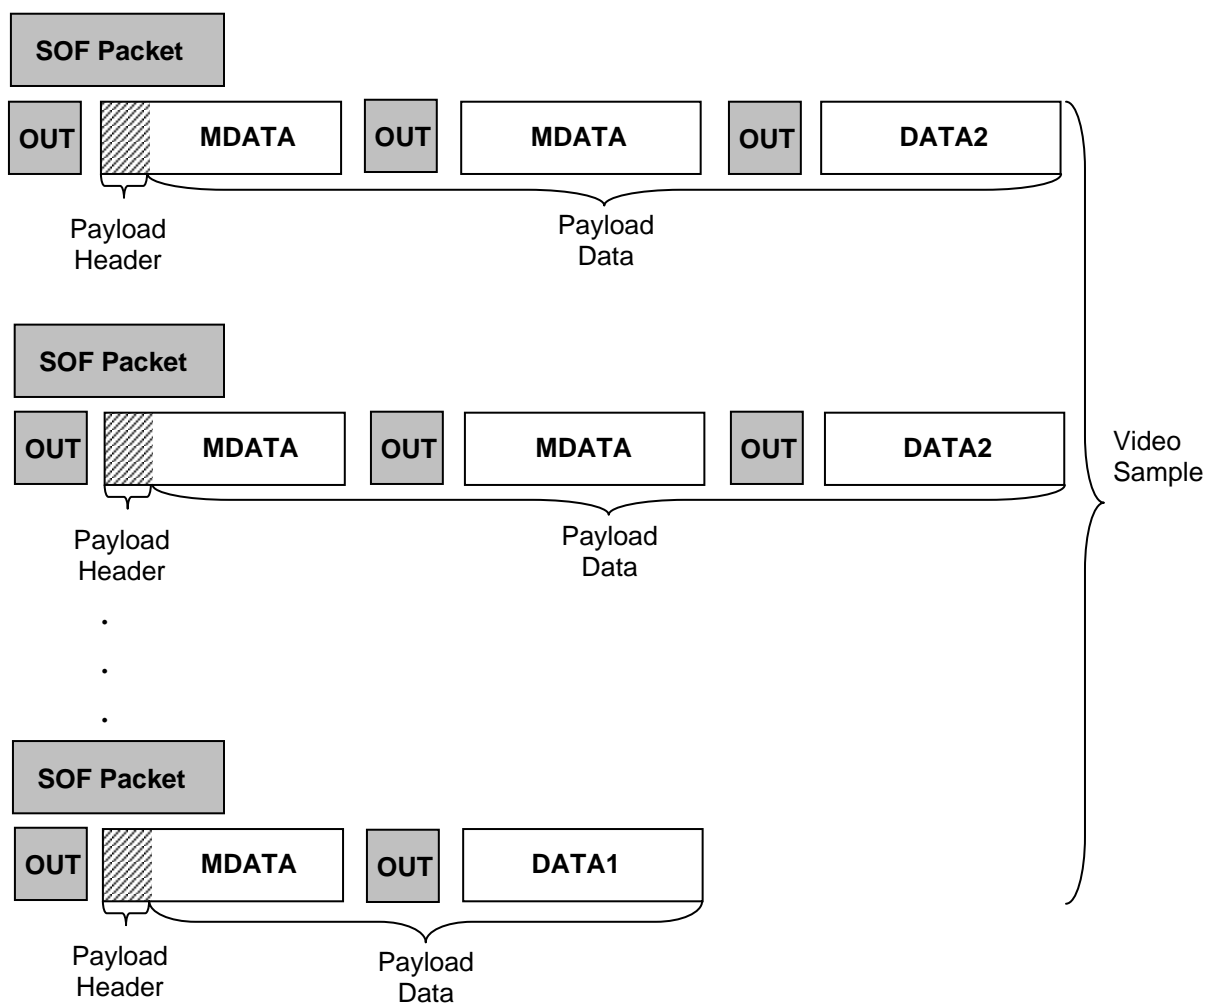 SOF Packet
OUT MDATA OUT MDATA OUT DATA2
Payload
Header
Payload
Data
SOF Packet
OUT MDATA OUT MDATA OUT DATA2
Payload
Header
Payload
Data
Video
Sample
.
.
.
SOF Packet
OUT MDATA OUT DATA1
Payload
Header
Payload
Data